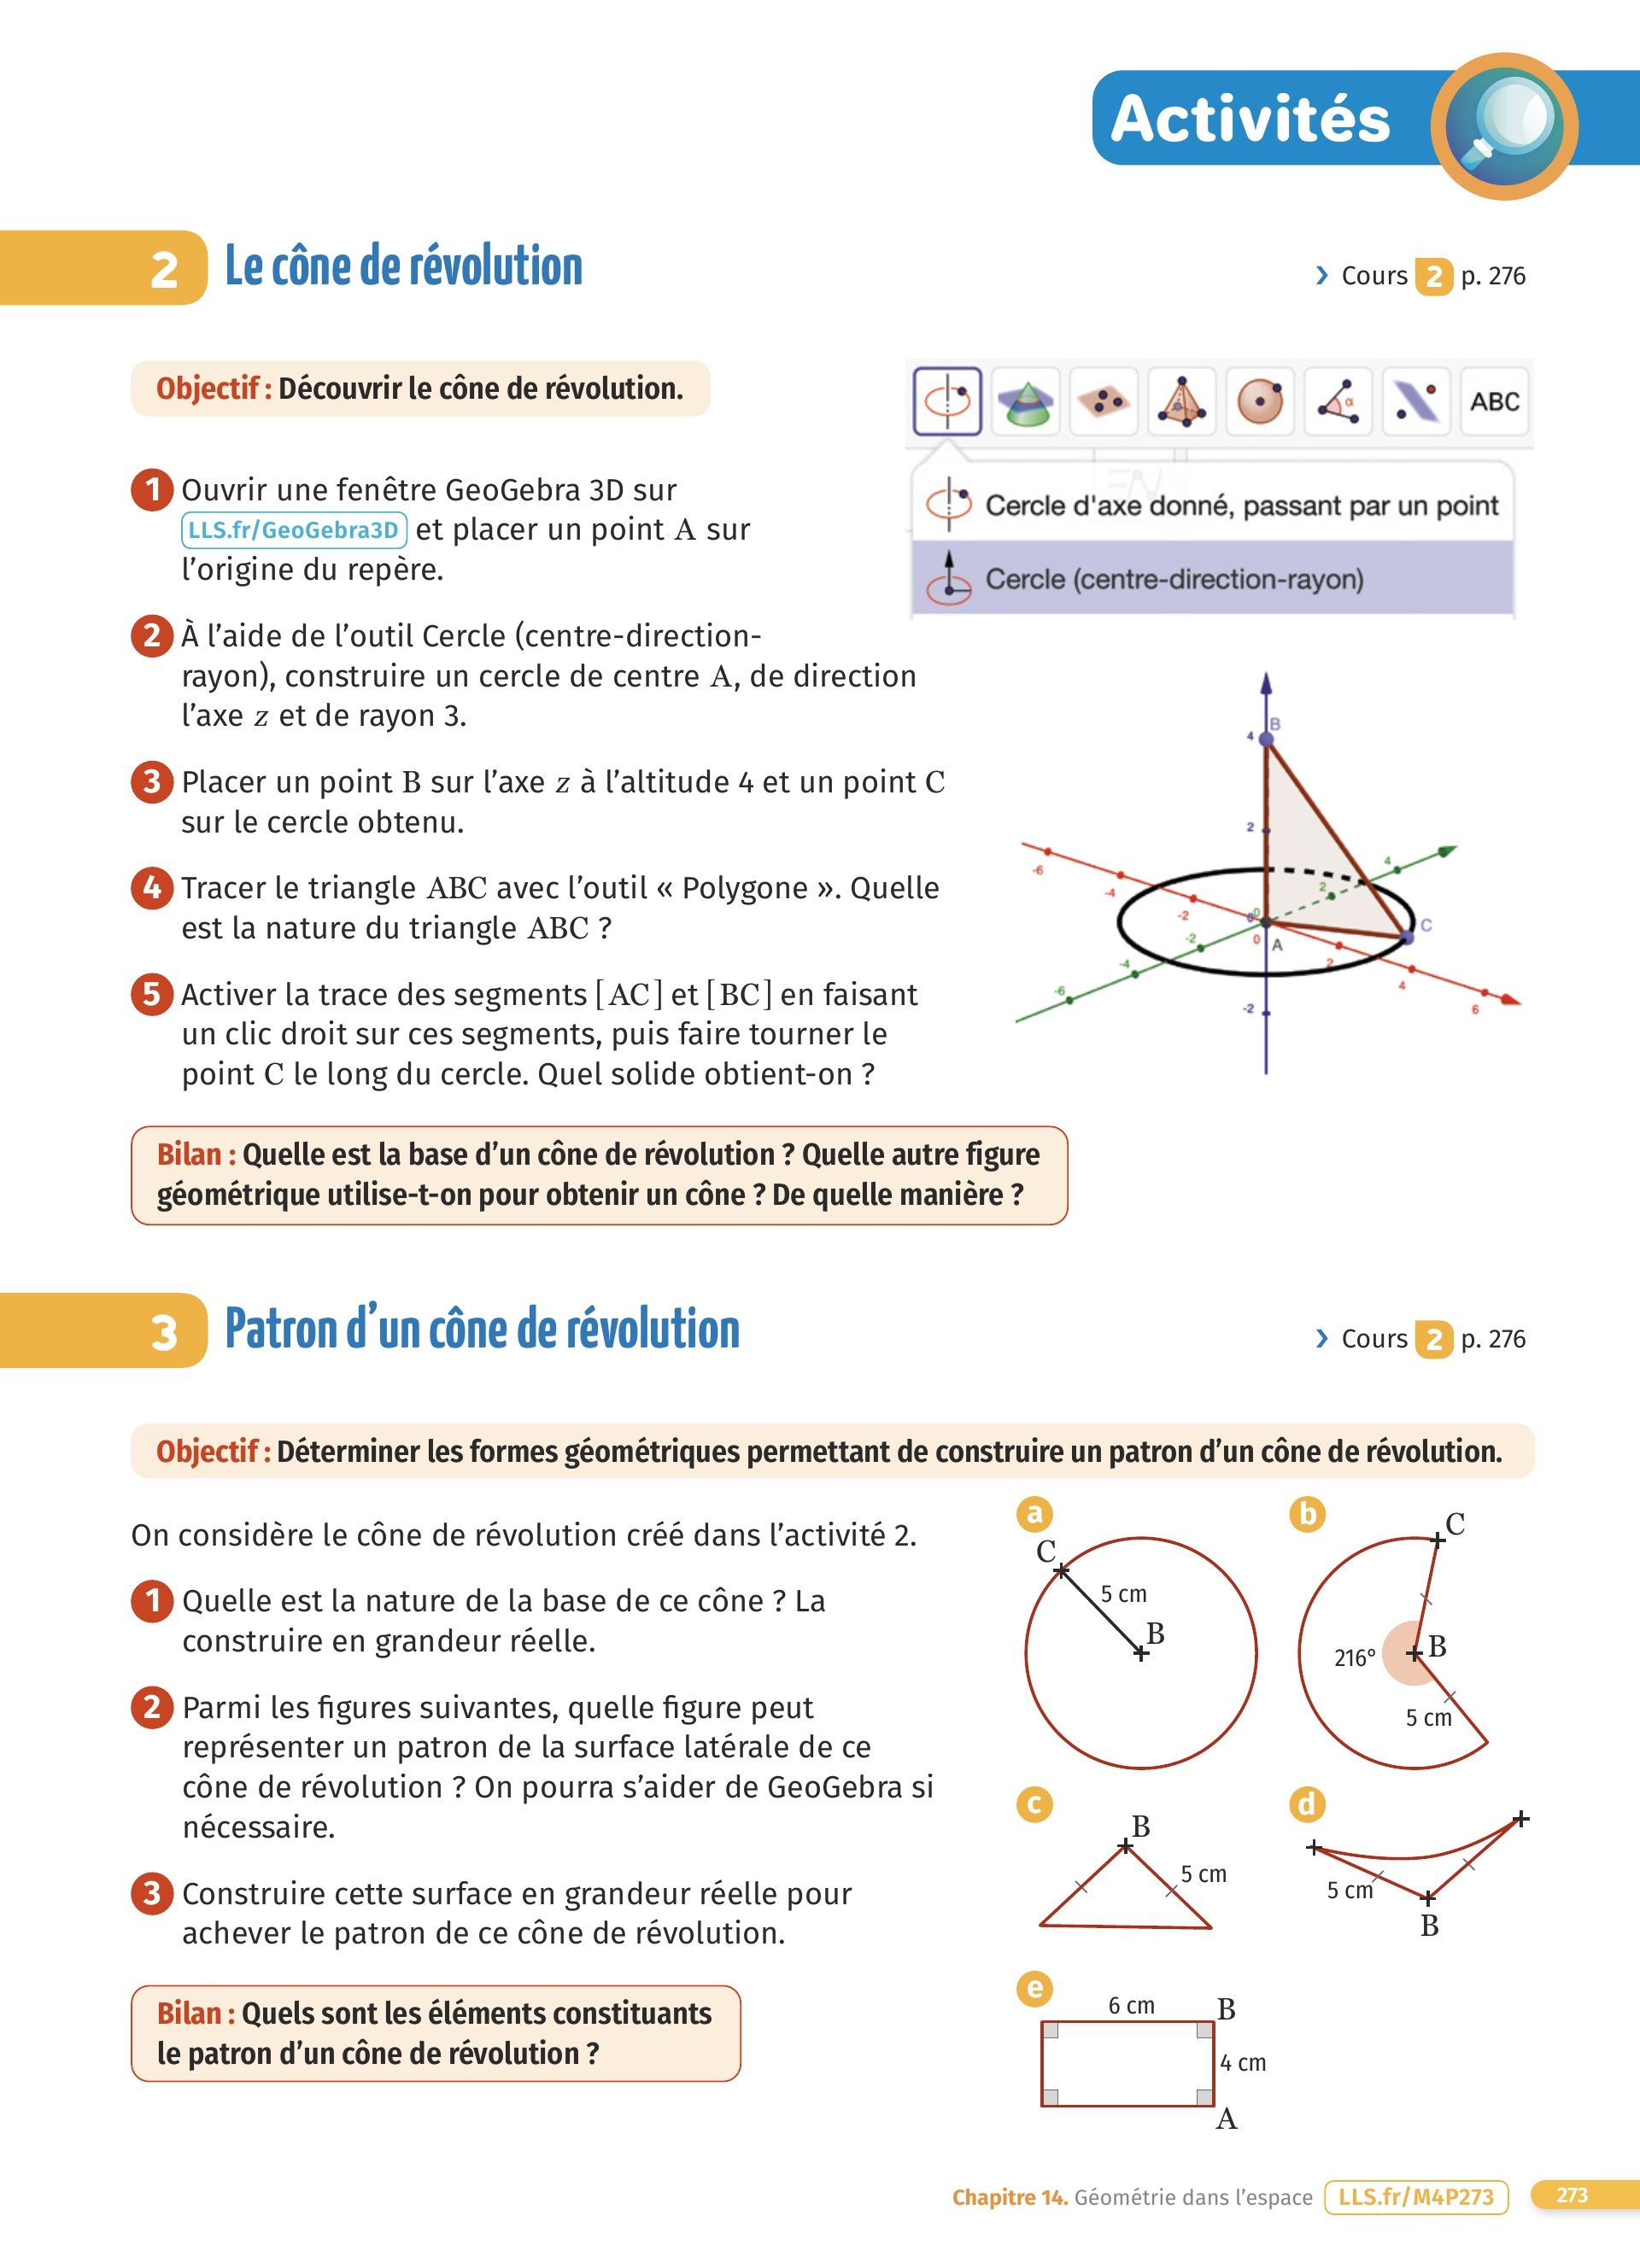 Activités
2 Le cône de révolution
› Cours 2 p. 276
Objectif : Découvrir le cône de révolution.
1 Ouvrir une fenêtre GeoGebra 3D sur
LLS.fr/GeoGebra3D et placer un point A sur
l’origine du repère.
2 À l’aide de l’outil Cercle (centre-direction-
rayon), construire un cercle de centre A, de direction
l’axe z et de rayon 3.
3 Placer un point B sur l’axe z à l’altitude 4 et un point C
sur le cercle obtenu.
4 Tracer le triangle ABC avec l’outil « Polygone ». Quelle
est la nature du triangle ABC ?
5 Activer la trace des segments [AC] et [BC] en faisant
un clic droit sur ces segments, puis faire tourner le
point C le long du cercle. Quel solide obtient-on ?
α
ABC
Cercle d'axe donné, passant par un point
Cercle (centre-direction-rayon)
B
4
2
-6
-4
-2
0
0
0
A
2
4
C
-2
-4
-6
2
4
6
-2
Bilan : Quelle est la base d’un cône de révolution ? Quelle autre figure
géométrique utilise-t-on pour obtenir un cône ? De quelle manière ?
3 Patron d’un cône de révolution
› Cours 2 p. 276
Objectif : Déterminer les formes géométriques permettant de construire un patron d’un cône de révolution.
On considère le cône de révolution créé dans l’activité 2.
1 Quelle est la nature de la base de ce cône ? La
construire en grandeur réelle.
2 Parmi les figures suivantes, quelle figure peut
représenter un patron de la surface latérale de ce
cône de révolution ? On pourra s’aider de GeoGebra si
nécessaire.
3 Construire cette surface en grandeur réelle pour
achever le patron de ce cône de révolution.
Bilan : Quels sont les éléments constituants
le patron d’un cône de révolution ?
a
C
5 cm
B
b
C
216°
B
5 cm
c
B
5 cm
d
5 cm
B
e
6 cm
B
4 cm
A
Chapitre 14. Géométrie dans l’espace LLS.fr/M4P273 273